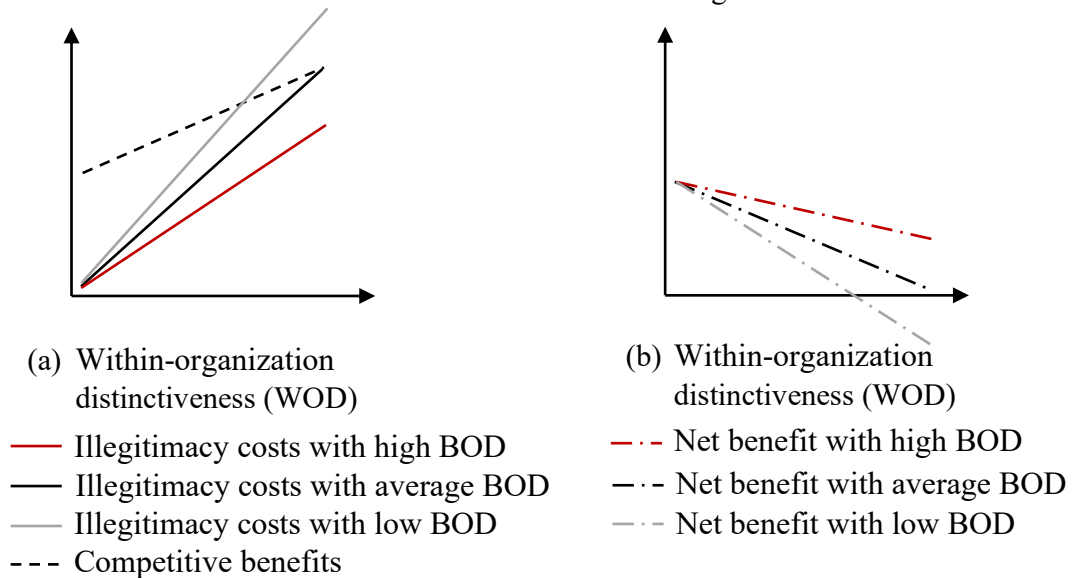 (a) Within-organization
distinctiveness (WOD)
Illegitimacy costs with high BOD
Illegitimacy costs with average BOD
Illegitimacy costs with low BOD
Competitive benefits
(b) Within-organization
distinctiveness (WOD)
Net benefit with high BOD
Net benefit with average BOD
Net benefit with low BOD